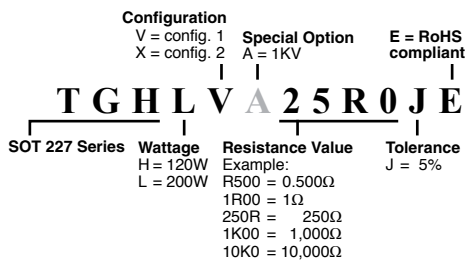 Configuration
V = config. 1
X = config. 2
Special Option
A = 1KV
E = RoHS
compliant
T G H L V A 2 5 R 0 J E
SOT 227 Series
Wattage
H = 120W
L = 200W
Resistance Value
Example:
R500 = 0.500Ω
1R00 = 1Ω
250R = 250Ω
1K00 = 1,000Ω
10K0 = 10,000Ω
Tolerance
J = 5%